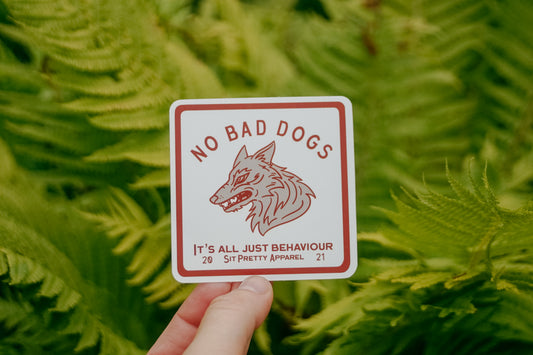 NO BAD DOGS
IT'S ALL JUST BEHAVIOUR
20 SIT PRETTY APPAREL 21